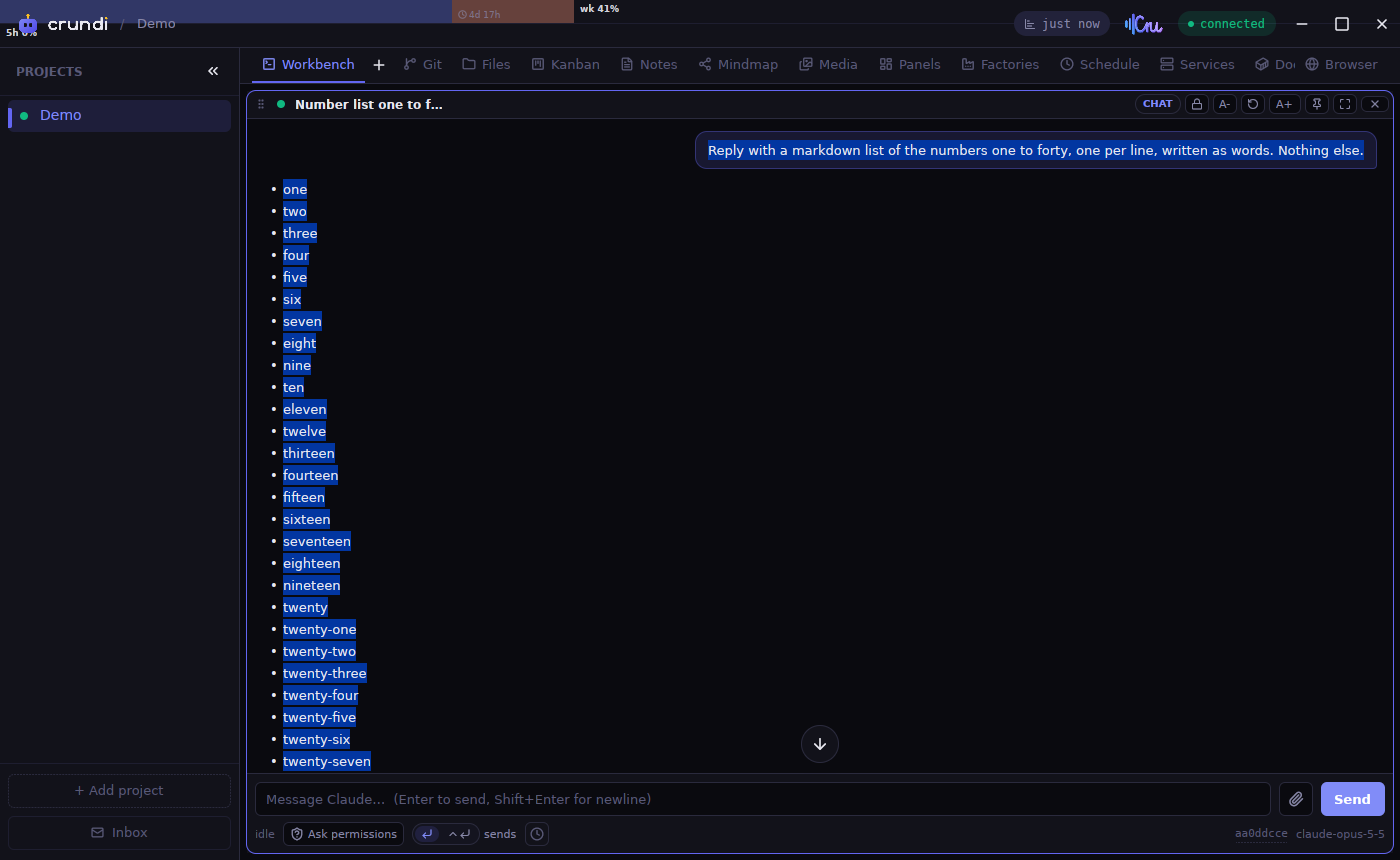 4d 17h
wk 41%
crundi / Demo
just now
Cru
connected
PROJECTS
Workbench
Git
Files
Kanban
Notes
Mindmap
Media
Panels
Factories
Schedule
Services
Browser
Demo
Number list one to f…
CHAT
A-
A+
Reply with a markdown list of the numbers one to forty, one per line, written as words. Nothing else.
• one
• two
• three
• four
• five
• six
• seven
• eight
• nine
• ten
• eleven
• twelve
• thirteen
• fourteen
• fifteen
• sixteen
• seventeen
• eighteen
• nineteen
• twenty
• twenty-one
• twenty-two
• twenty-three
• twenty-four
• twenty-five
• twenty-six
• twenty-seven
+ Add project
Inbox
Message Claude… (Enter to send, Shift+Enter for newline)
Send
idle
Ask permissions
sends
aa0ddcce
claude-opus-5-5